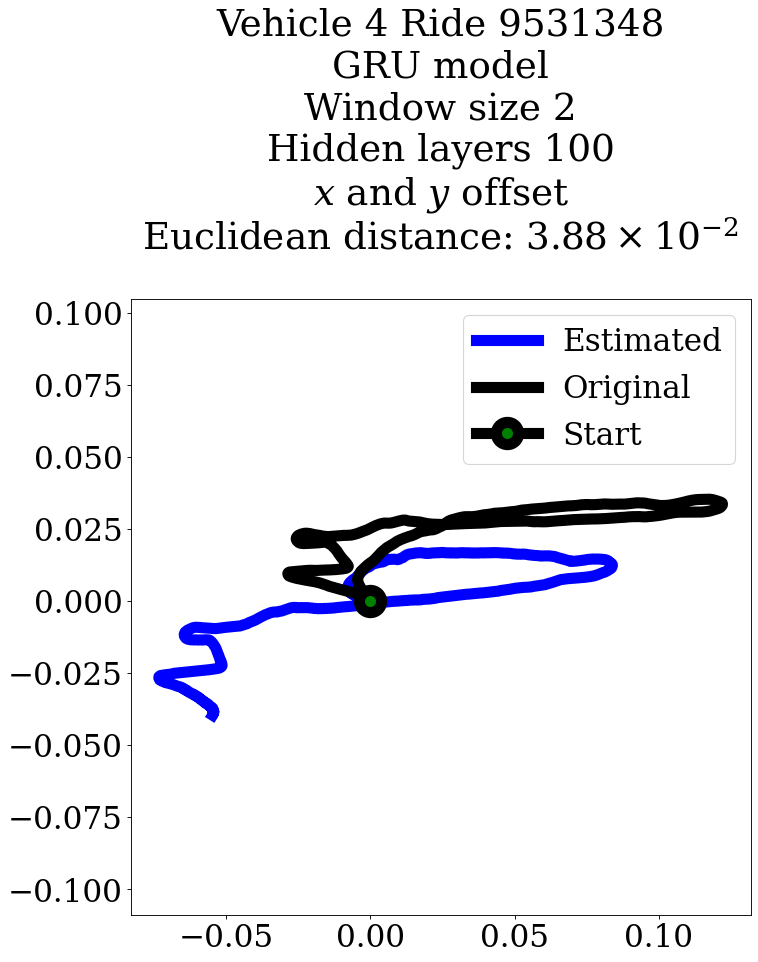 Vehicle 4 Ride 9531348
GRU model
Window size 2
Hidden layers 100
x and y offset
Euclidean distance: 3.88 × 10⁻²
Estimated
Original
Start
0.100
0.075
0.050
0.025
0.000
−0.025
−0.050
−0.075
−0.100
−0.05 0.00 0.05 0.10